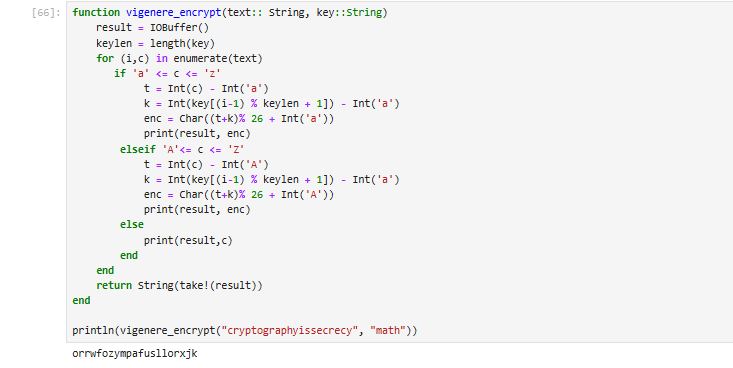 [66]: function vigenere_encrypt(text:: String, key::String)
    result = IOBuffer()
    keylen = length(key)
    for (i,c) in enumerate(text)
       if 'a' <= c <= 'z'
            t = Int(c) - Int('a')
            k = Int(key[(i-1) % keylen + 1]) - Int('a')
            enc = Char((t+k)% 26 + Int('a'))
            print(result, enc)
        elseif 'A'<= c <= 'Z'
            t = Int(c) - Int('A')
            k = Int(key[(i-1) % keylen + 1]) - Int('a')
            enc = Char((t+k)% 26 + Int('A'))
            print(result, enc)
        else
            print(result,c)
        end
    end
    return String(take!(result))
end
println(vigenere_encrypt("cryptographyissecrecy", "math"))
orrwfozympafusllorxjk